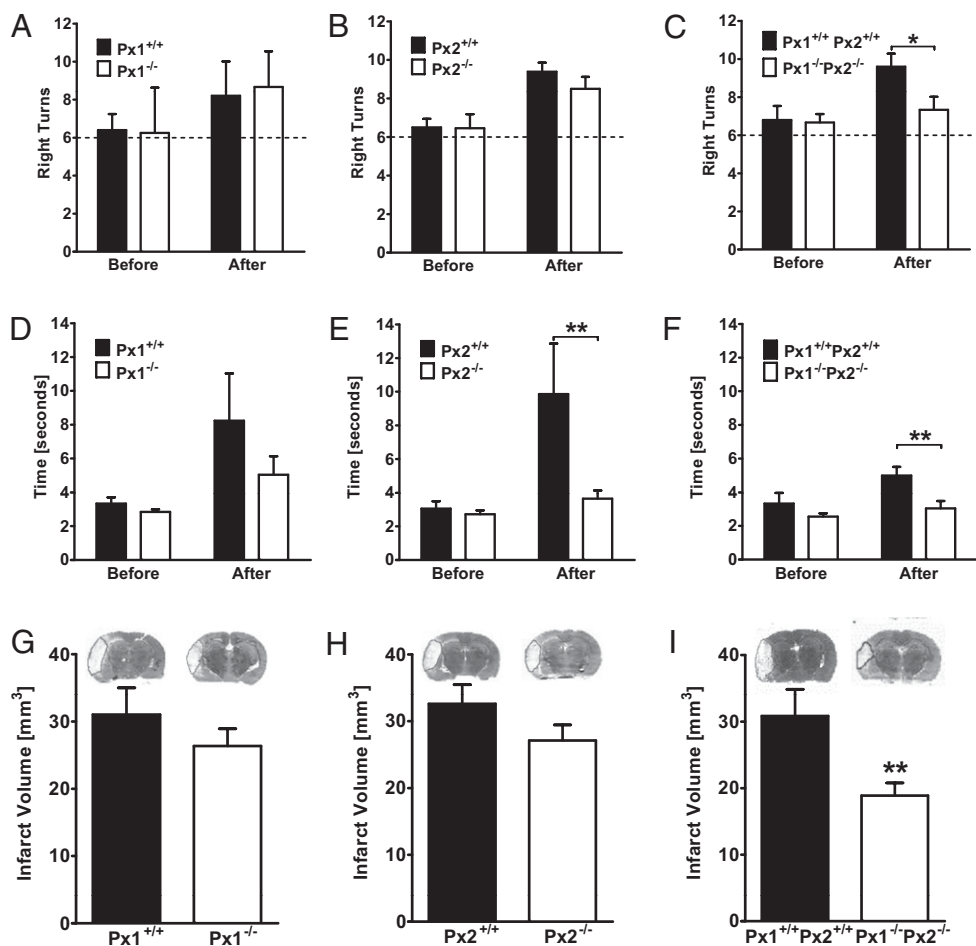 A
12
10
8
6
4
2
0
Right Turns
Px1+/+
Px1-/-
Before After
B
12
10
8
6
4
2
0
Right Turns
Px2+/+
Px2-/-
Before After
C
12
10
8
6
4
2
0
Right Turns
Px1+/+ Px2+/+
Px1-/-Px2-/-
*
Before After
D
14
12
10
8
6
4
2
0
Time [seconds]
Px1+/+
Px1-/-
Before After
E
14
12
10
8
6
4
2
0
Time [seconds]
Px2+/+
Px2-/-
**
Before After
F
14
12
10
8
6
4
2
0
Time [seconds]
Px1+/+Px2+/+
Px1-/-Px2-/-
**
Before After
G
40
30
20
10
0
Infarct Volume [mm3]
Px1+/+ Px1-/-
H
40
30
20
10
0
Infarct Volume [mm3]
Px2+/+ Px2-/-
I
40
30
20
10
0
Infarct Volume [mm3]
**
Px1+/+Px2+/+ Px1-/-Px2-/-